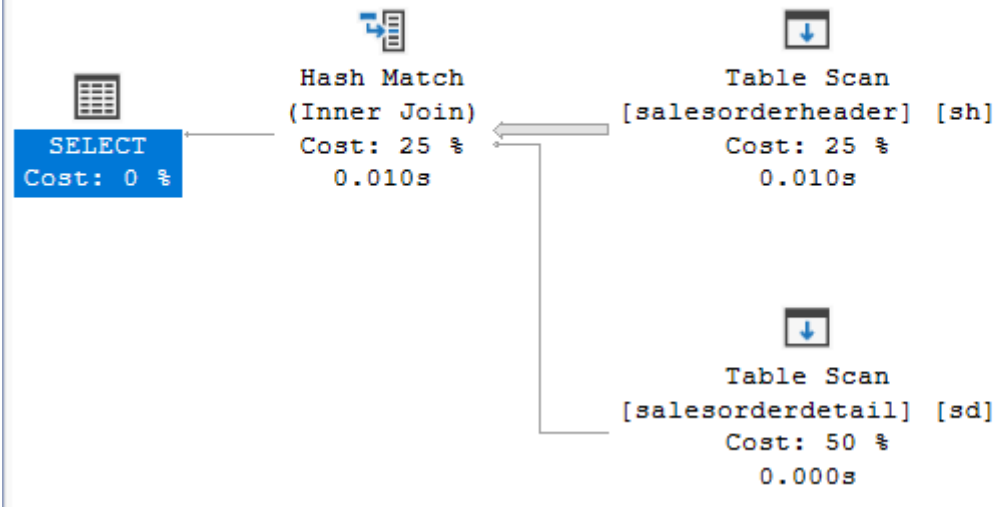 SELECT
Cost: 0 %
Hash Match
(Inner Join)
Cost: 25 %
0.010s
Table Scan
[salesorderheader] [sh]
Cost: 25 %
0.010s
Table Scan
[salesorderdetail] [sd]
Cost: 50 %
0.000s